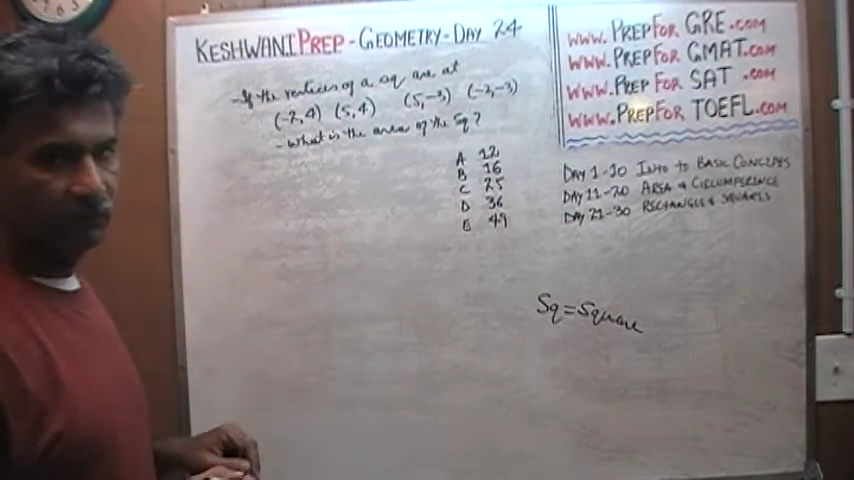 KESHWANI PREP - GEOMETRY - DAY 24
- If the vertices of a sq are at
(-2,4) (5,4) (5,-3) (-2,-3)
- What is the area of the Sq?
A 12
B 16
C 25
D 36
E 49
www.PREPFOR GRE.com
www.PREPFOR GMAT.com
www.PREPFOR SAT.com
www.PREPFOR TOEFL.com
DAY 1-10 INTO TO BASIC CONCEPTS
DAY 11-20 AREA & CIRCUMFERENCE
DAY 21-30 RECTANGLES & SQUARES
Sq = Square